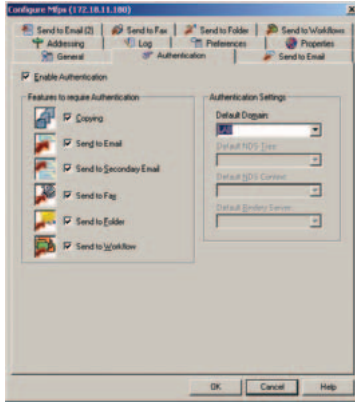 Configure Mfps (172.18.11.180)
Send to Email (2)
Send to Fax
Send to Folder
Send to Workflows
Addressing
Log
Preferences
Properties
General
Authentication
Send to Email
Enable Authentication
Features to require Authentication
Copying
Send to Email
Send to Secondary Email
Send to Fax
Send to Folder
Send to Workflow
Authentication Settings
Default Domain:
LAB
Default NDS Tree:
Default NDS Context:
Default Bindery Server:
OK
Cancel
Help